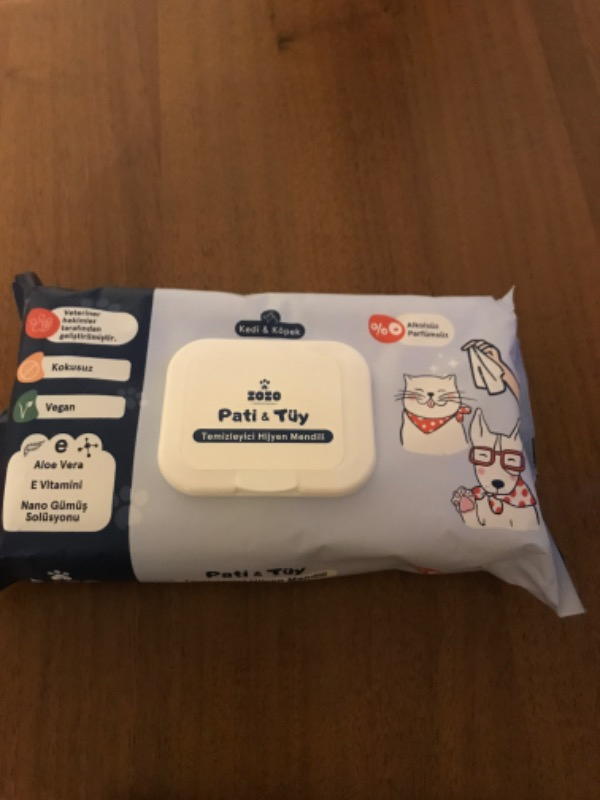 Veteriner
hekimler
tarafından
geliştirilmiştir.
Kokusuz
Vegan
e
Aloe Vera
E Vitamini
Nano Gümüş
Solüsyonu
Kedi & Köpek
ZOZO
Pati & Tüy
Temizleyici Hijyen Mendili
%0
Alkolsüz
Parfümsüz
Pati & Tüy